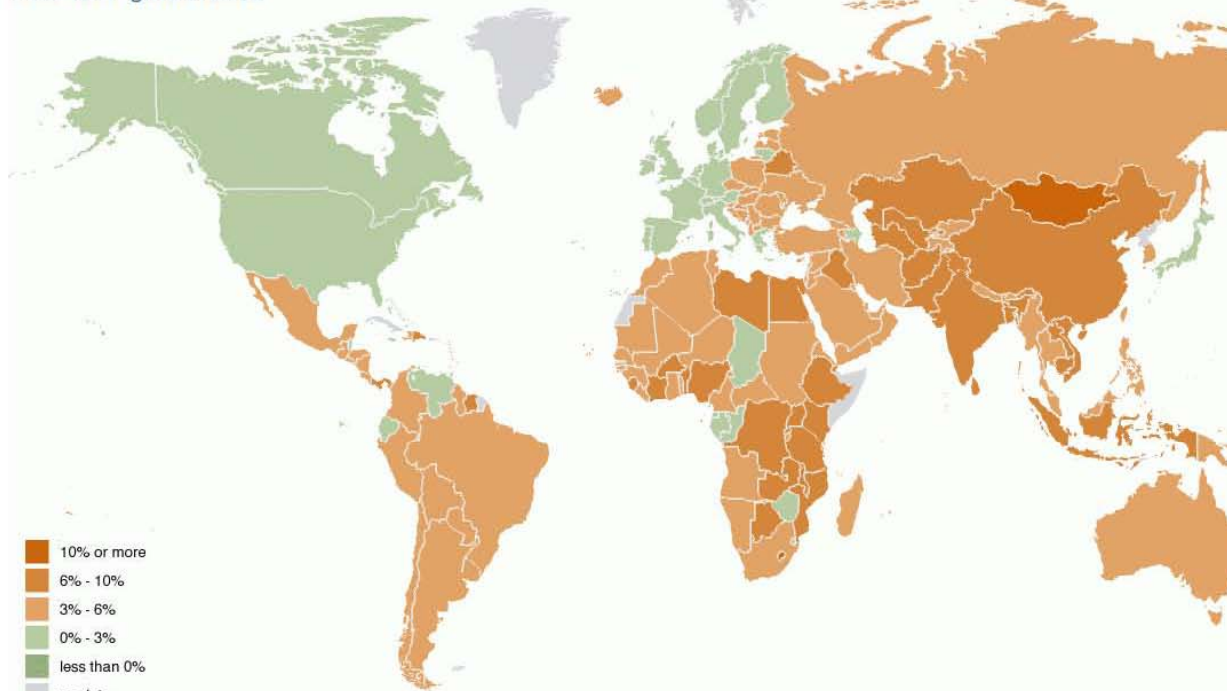 10% or more
6% - 10%
3% - 6%
0% - 3%
less than 0%